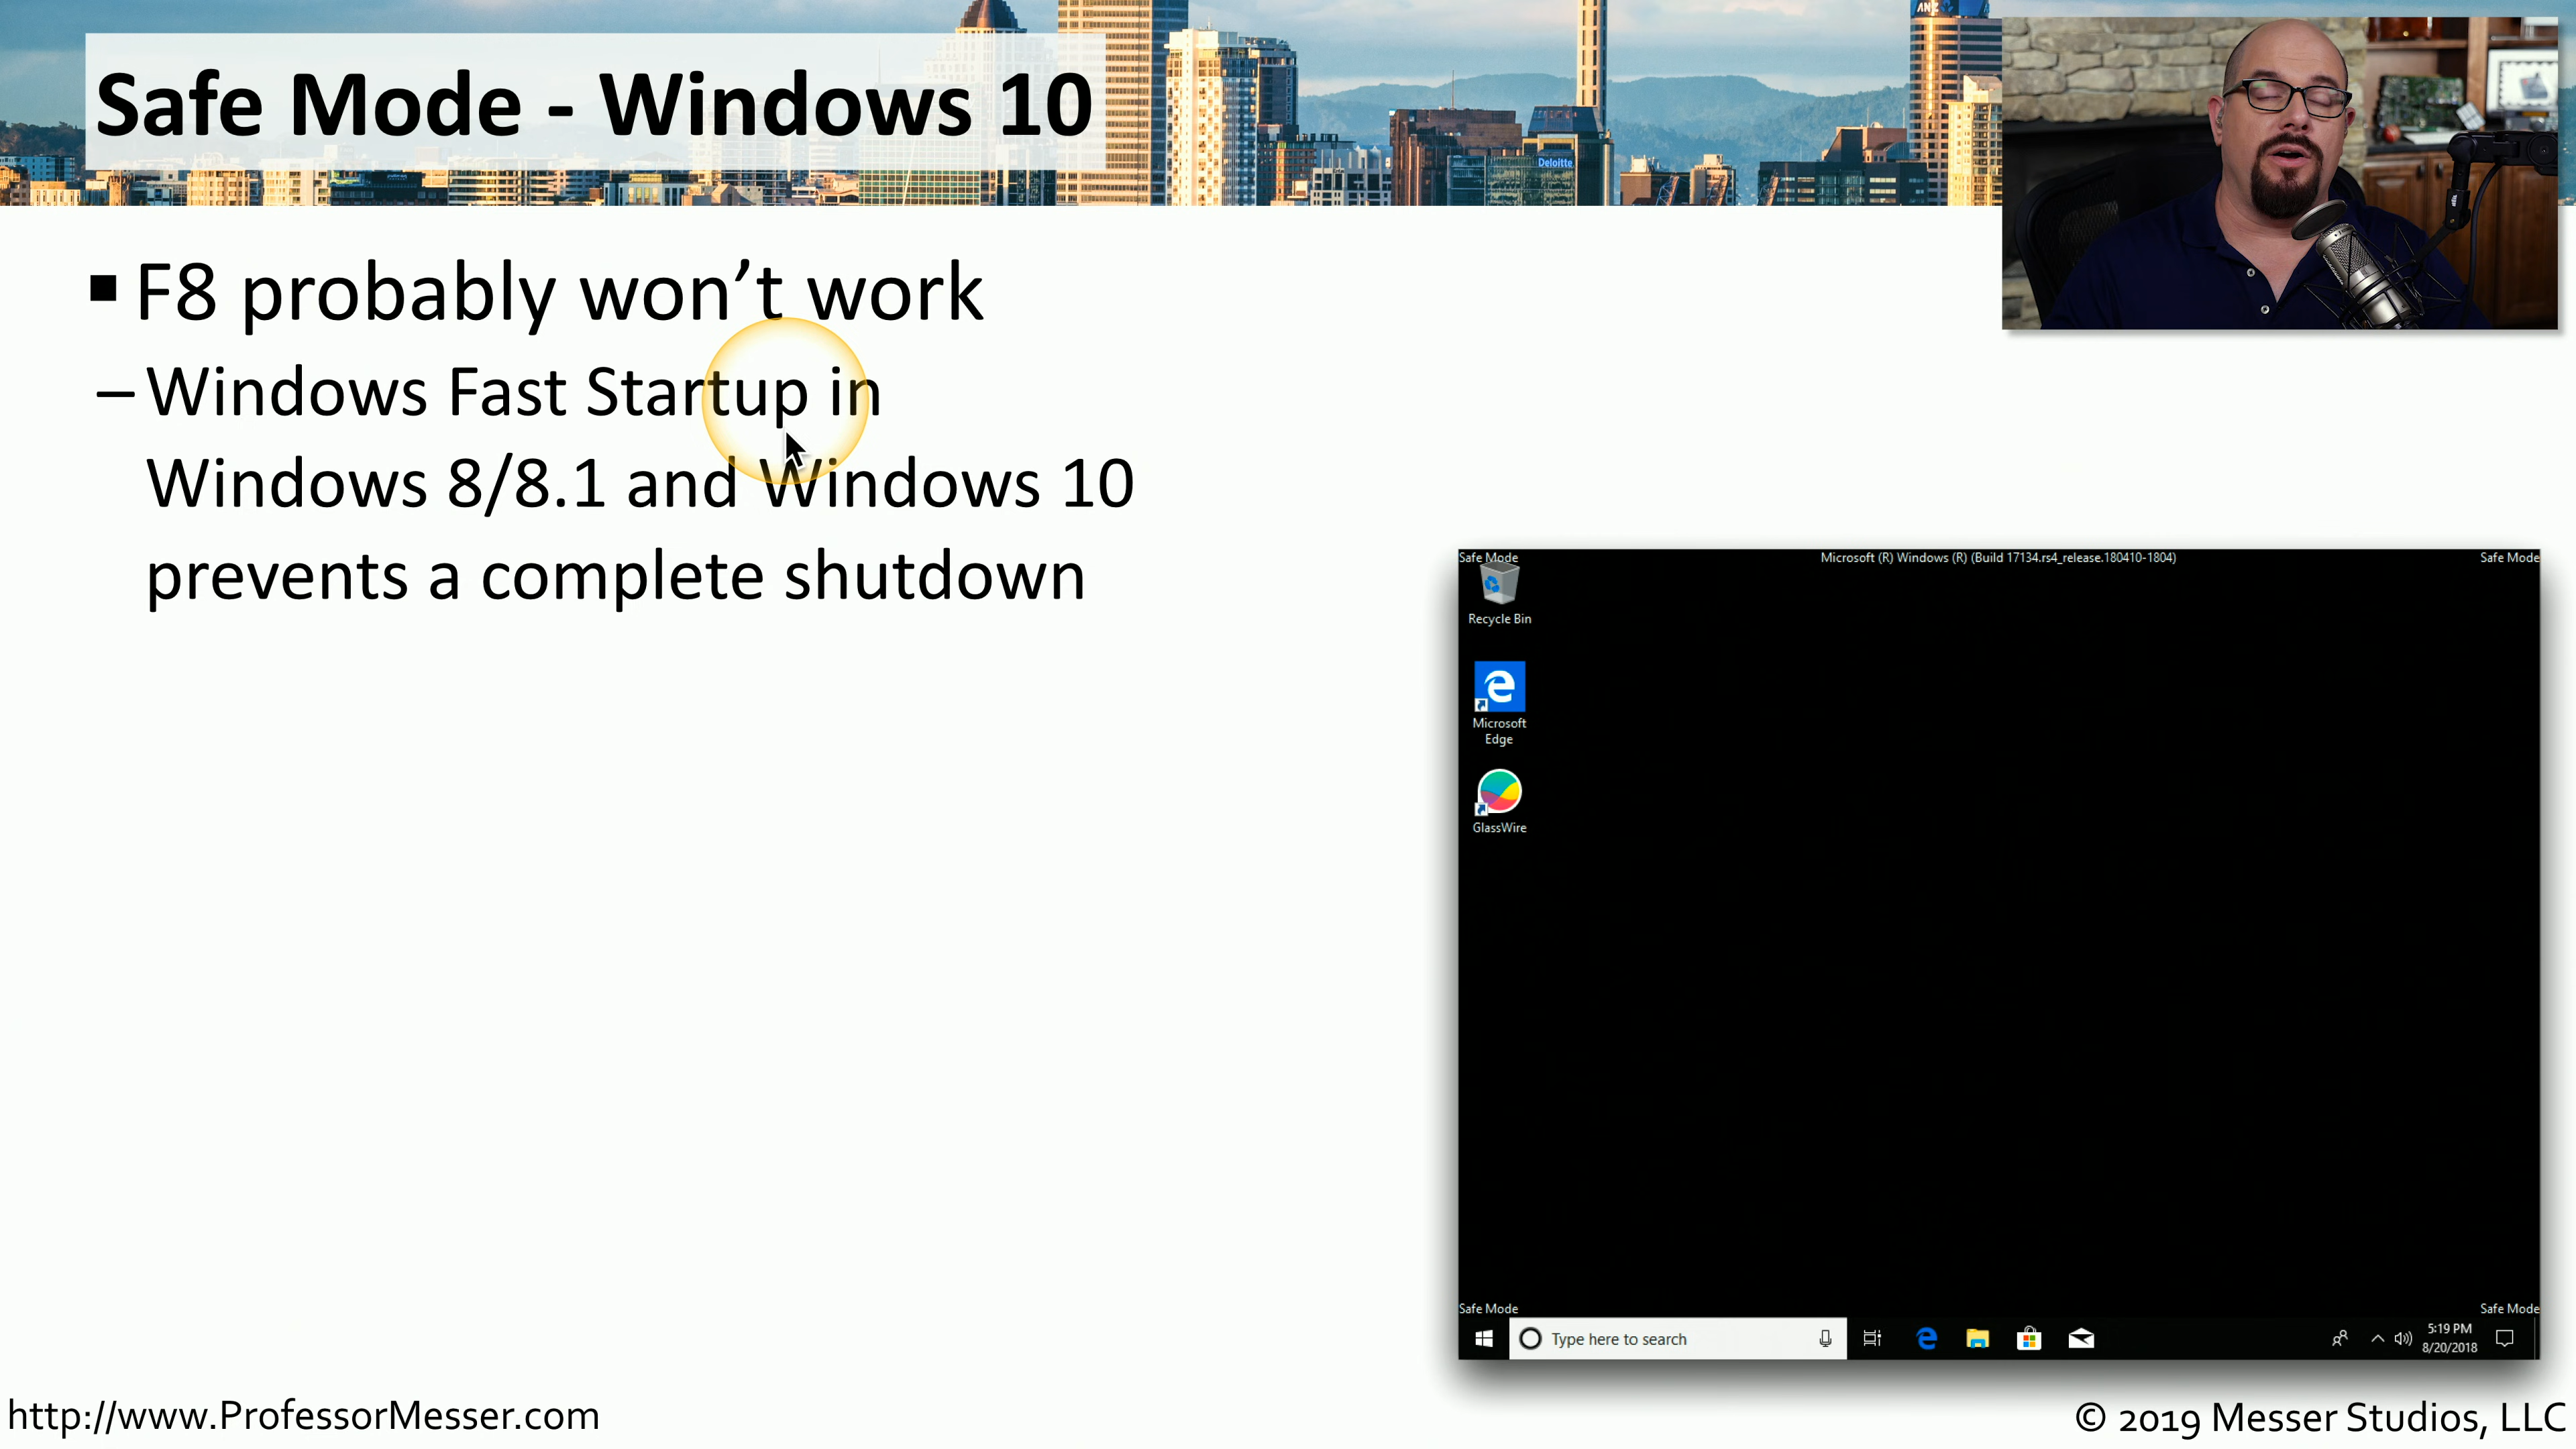 Safe Mode - Windows 10
ANZ
Deloitte
▪ F8 probably won’t work
– Windows Fast Startup in
Windows 8/8.1 and Windows 10
prevents a complete shutdown
Safe Mode
Microsoft (R) Windows (R) (Build 17134.rs4_release.180410-1804)
Safe Mode
Recycle Bin
Microsoft
Edge
GlassWire
Safe Mode
Safe Mode
Type here to search
5:19 PM
8/20/2018
http://www.ProfessorMesser.com
© 2019 Messer Studios, LLC